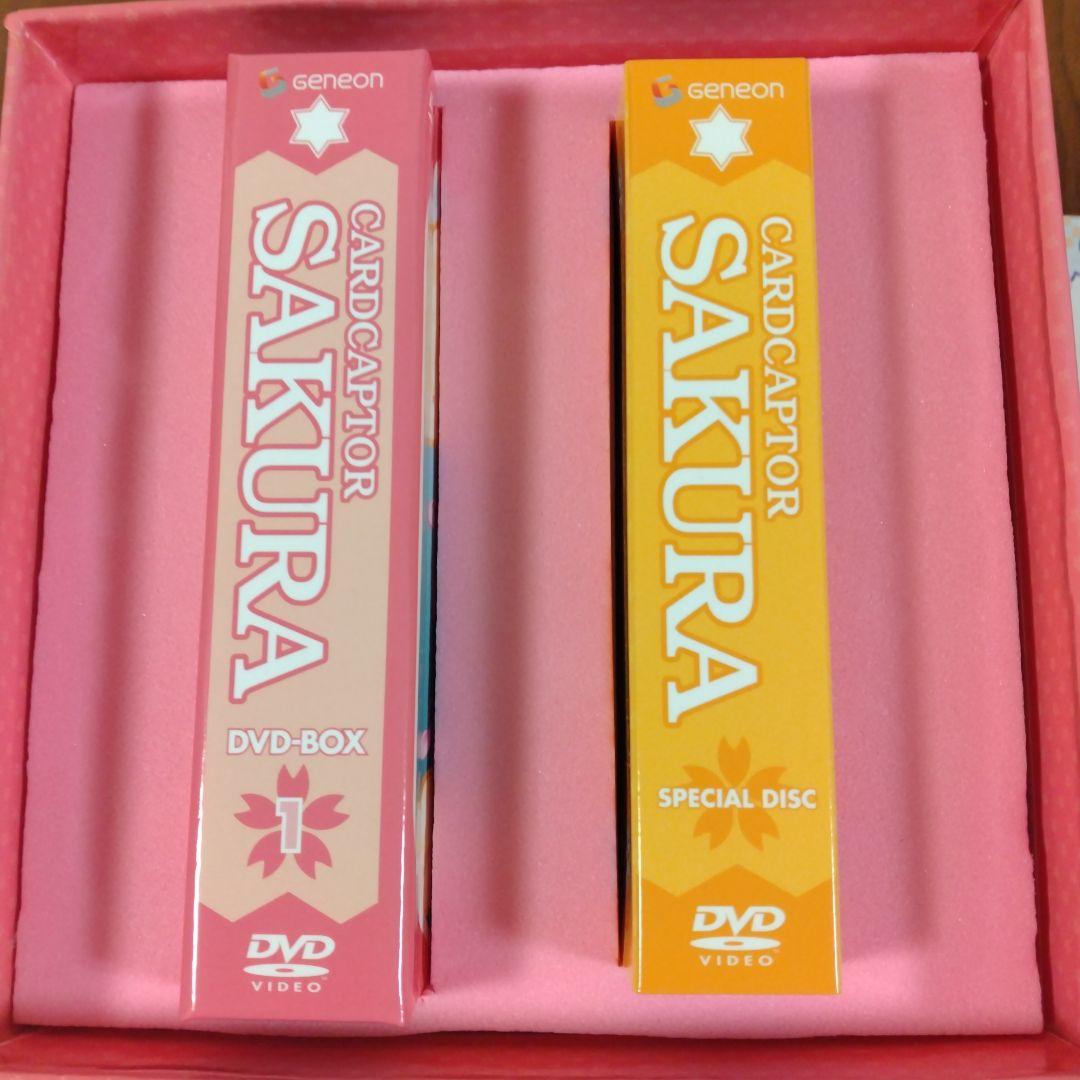 Geneon
CARDCAPTOR
SAKURA
DVD-BOX
1
DVD
VIDEO
Geneon
CARDCAPTOR
SAKURA
SPECIAL DISC
DVD
VIDEO